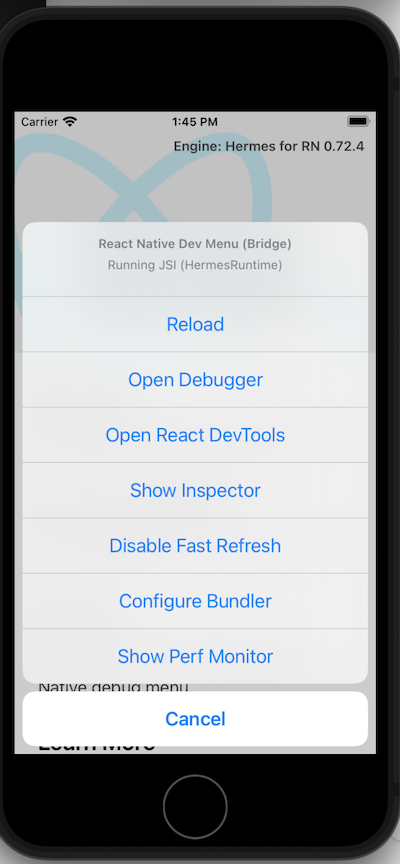 Carrier
1:45 PM
Engine: Hermes for RN 0.72.4
React Native Dev Menu (Bridge)
Running JSI (HermesRuntime)
Reload
Open Debugger
Open React DevTools
Show Inspector
Disable Fast Refresh
Configure Bundler
Show Perf Monitor
Native debug menu
Cancel
Learn More